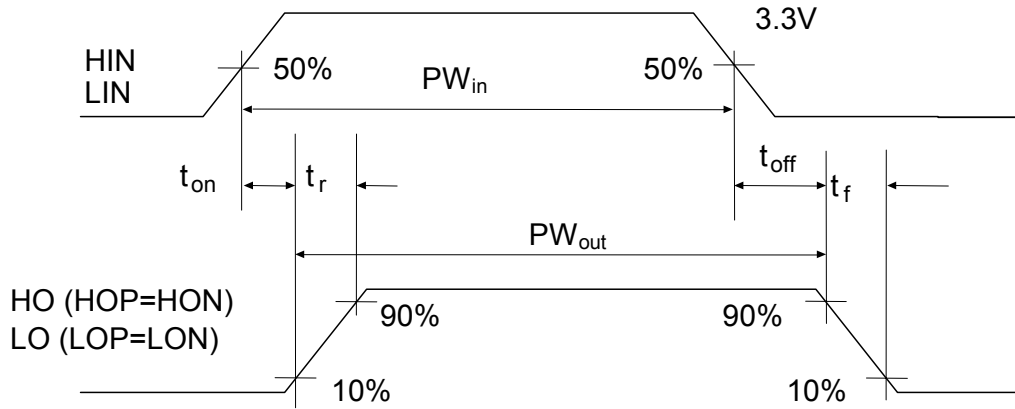 3.3V
HIN
LIN
50%
PWin
50%
ton
tr
toff
tf
PWout
HO (HOP=HON)
LO (LOP=LON)
90%
90%
10%
10%